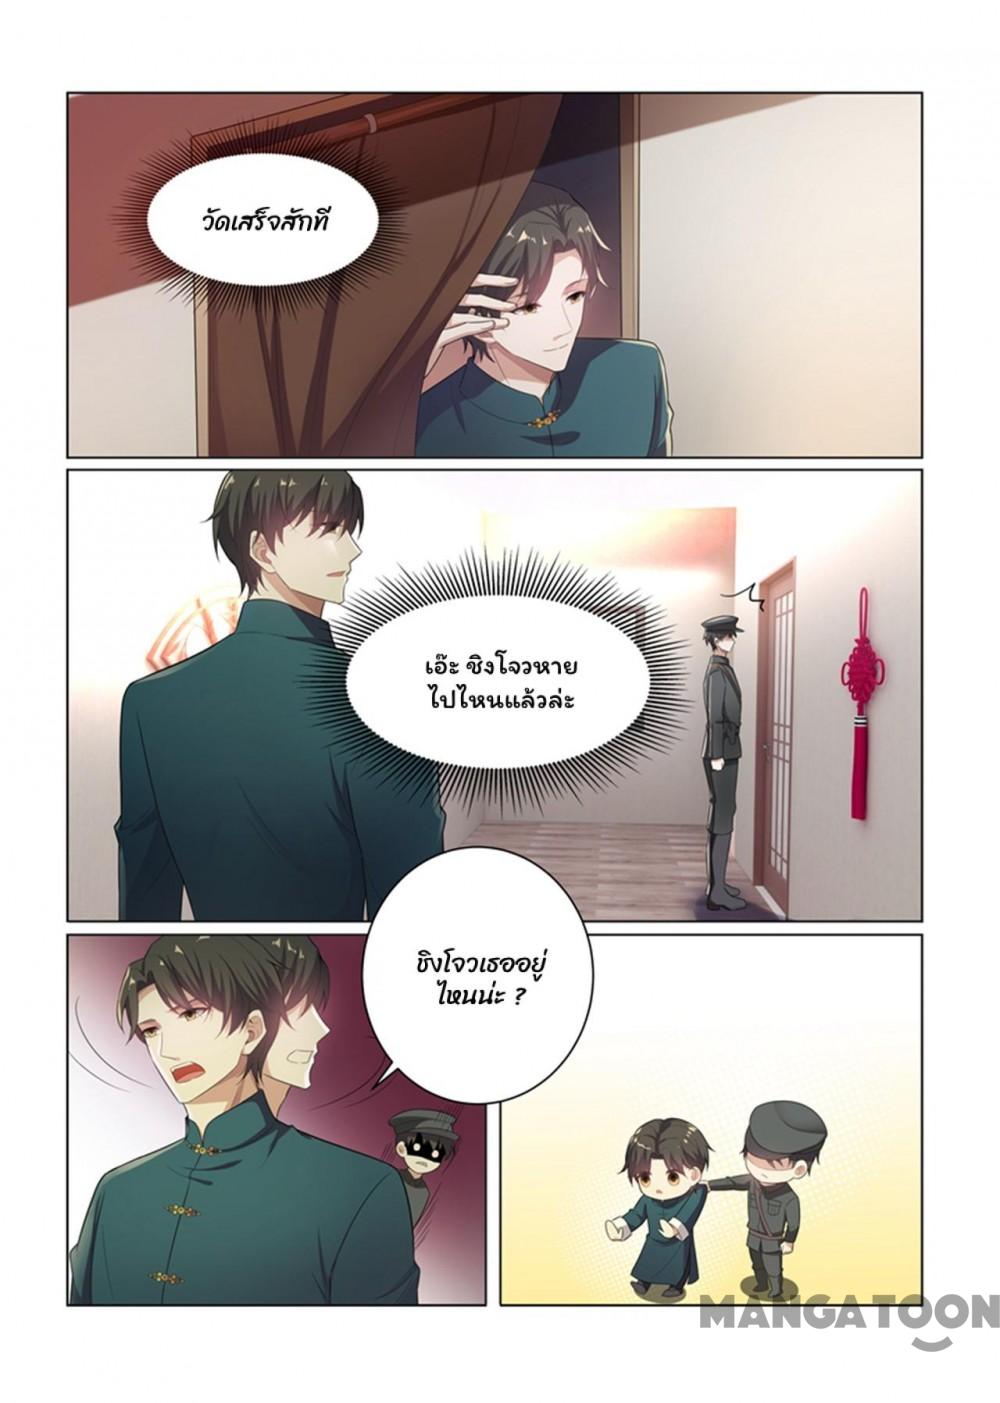 วัดเสร็จสักที
เอ๊ะ ชิงโจวหาย
ไปไหนแล้วล่ะ
ชิงโจวเธออยู่
ไหนน่ะ ?
MANGATOON